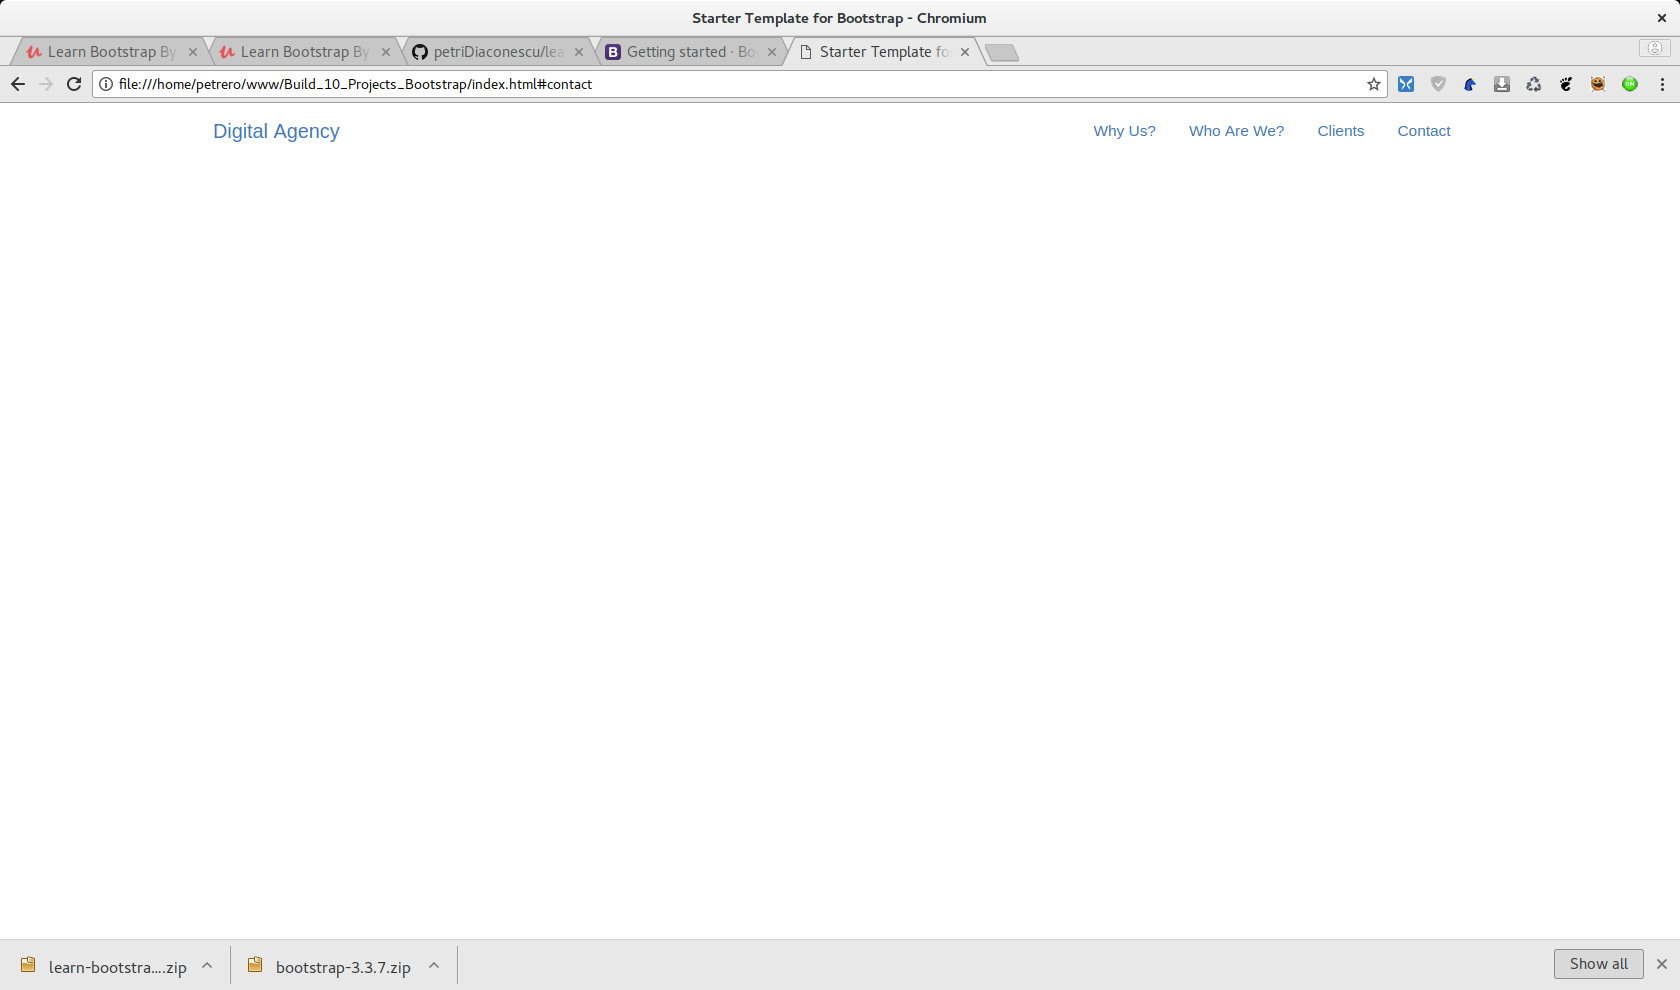 Starter Template for Bootstrap - Chromium
Learn Bootstrap By
Learn Bootstrap By
petriDiaconescu/lea
Getting started · Bo
Starter Template fo
file:///home/petrero/www/Build_10_Projects_Bootstrap/index.html#contact
ON
Digital Agency
Why Us?
Who Are We?
Clients
Contact
learn-bootstra....zip
bootstrap-3.3.7.zip
Show all